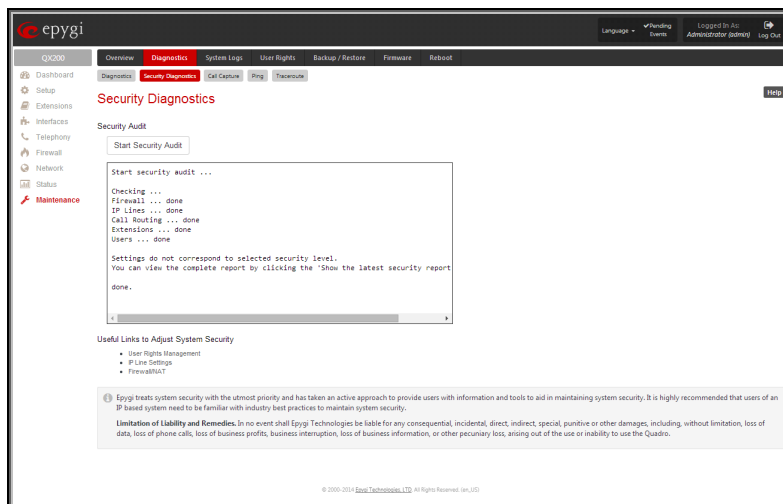 epygi
Language
Pending Events
Logged In As:
Administrator (admin)
Log Out
QX200
Overview
Diagnostics
System Logs
User Rights
Backup / Restore
Firmware
Reboot
Dashboard
Setup
Extensions
Interfaces
Telephony
Firewall
Network
Status
Maintenance
Diagnostics
Security Diagnostics
Call Capture
Ping
Traceroute
Help
Security Diagnostics
Security Audit
Start Security Audit
Start security audit ...
Checking ...
Firewall ... done
IP Lines ... done
Call Routing ... done
Extensions ... done
Users ... done
Settings do not correspond to selected security level.
You can view the complete report by clicking the 'Show the latest security report
done.
Useful Links to Adjust System Security
User Rights Management
IP Line Settings
Firewall/NAT
Epygi treats system security with the utmost priority and has taken an active approach to provide users with information and tools to aid in maintaining system security. It is highly recommended that users of an
IP based system need to be familiar with industry best practices to maintain system security.
Limitation of Liability and Remedies. In no event shall Epygi Technologies be liable for any consequential, incidental, direct, indirect, special, punitive or other damages, including, without limitation, loss of
data, loss of phone calls, loss of business profits, business interruption, loss of business information, or other pecuniary loss, arising out of the use or inability to use the Quadro.
© 2000-2014 Epygi Technologies, LTD. All Rights Reserved. (en_US)